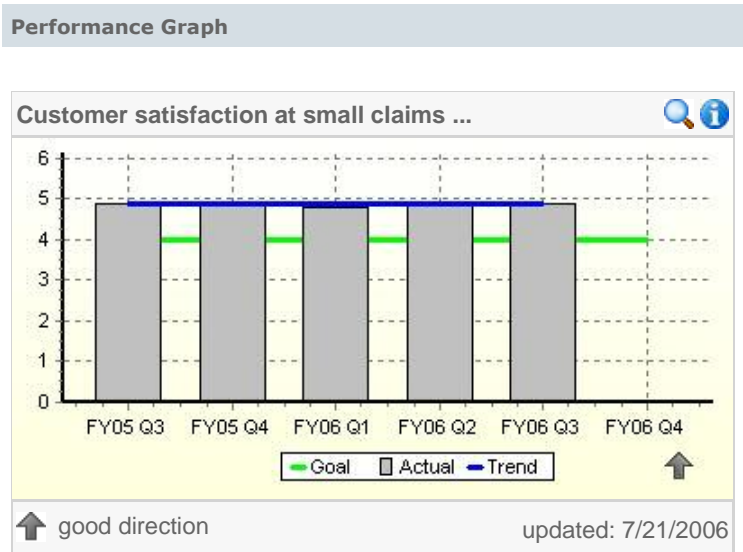 Performance Graph
Customer satisfaction at small claims ...
6
5
4
3
2
1
0
FY05 Q3 FY05 Q4 FY06 Q1 FY06 Q2 FY06 Q3 FY06 Q4
Goal Actual Trend
good direction updated: 7/21/2006